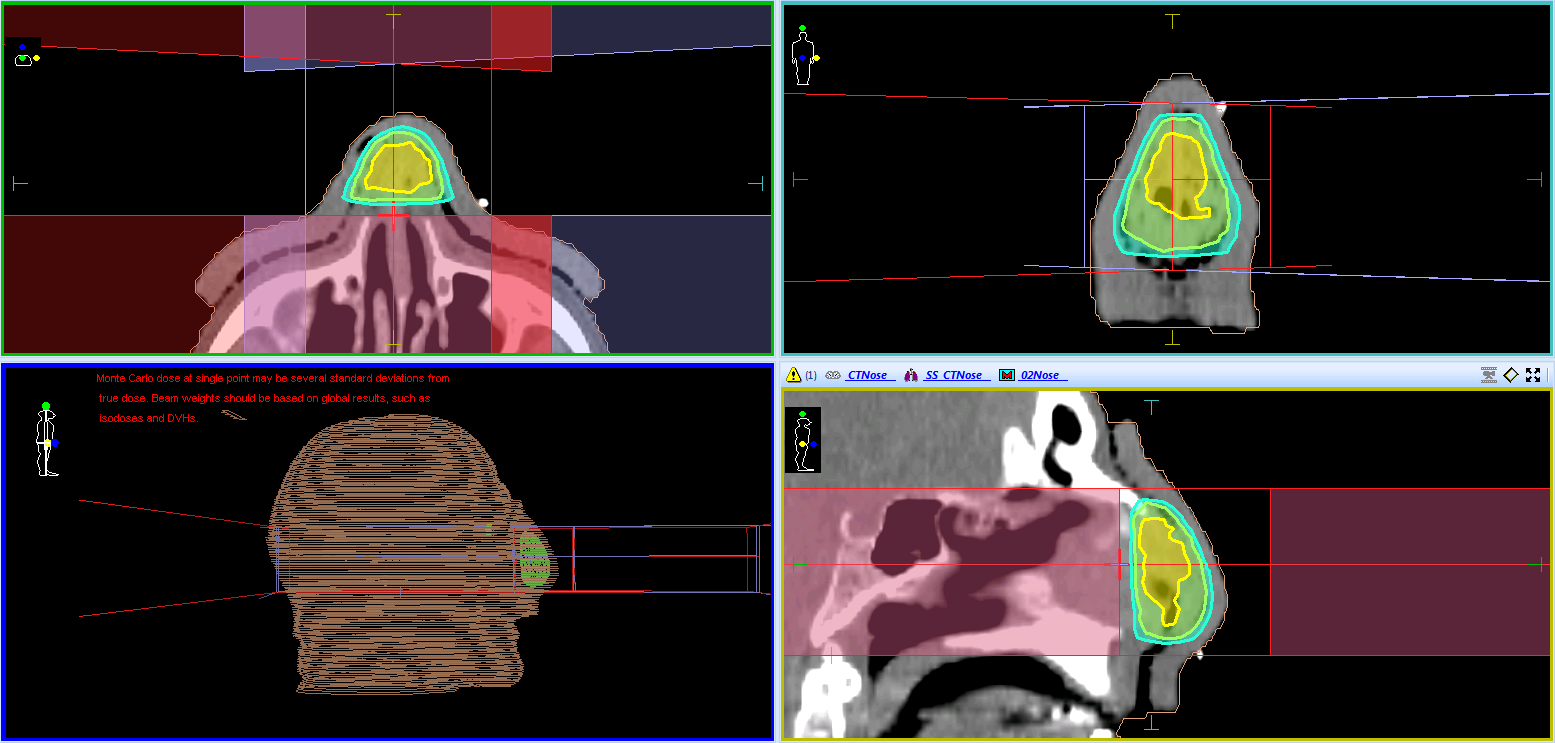 Monte Carlo dose at single point may be several standard deviations from
true dose. Beam weights should be based on global results, such as
isodoses and DVHs.
(1) CTNose SS_CTNose 02Nose